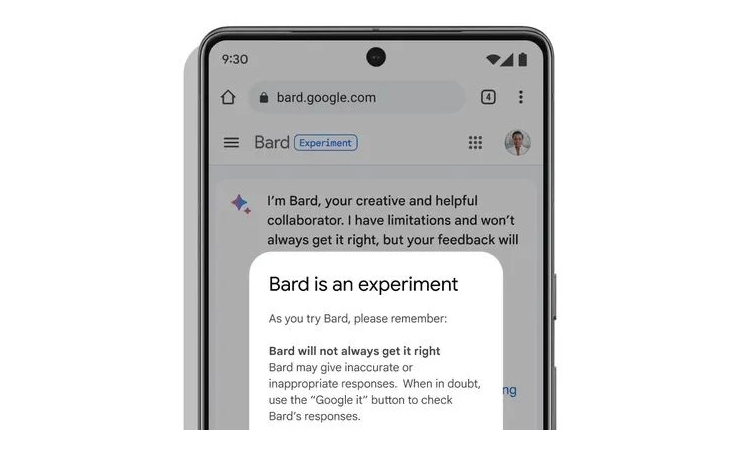 9:30
bard.google.com
4
Bard Experiment
I'm Bard, your creative and helpful
collaborator. I have limitations and won't
always get it right, but your feedback will
Bard is an experiment
As you try Bard, please remember:
Bard will not always get it right
Bard may give inaccurate or
inappropriate responses. When in doubt,
ng
use the “Google it” button to check
Bard's responses.